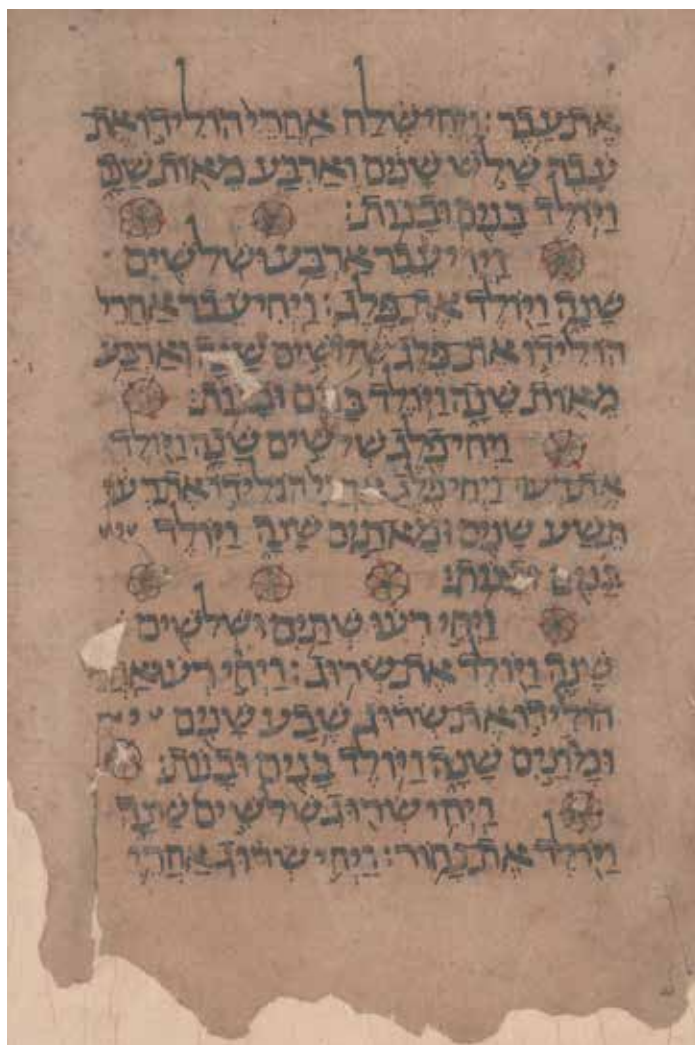 את עבר: ויחי שלח אחרי הולידו את
עבר שלש שנים וארבע מאות שנה
ויולד בנים ובנות:
ויחי עבר ארבע ושלשים
שנה ויולד את פלג: ויחי עבר אחרי
הולידו את פלג שלשים שנה וארבע
מאות שנה ויולד בנים ובנות:
ויחי פלג שלשים שנה ויולד
את רעו ויחי פלג אחרי הולידו את רעו
תשע שנים ומאתים שנה ויולד
בנים ובנות:
ויחי רעו שתים ושלשים
שנה ויולד את שרוג: ויחי רעו
הולידו את שרוג שבע שנים
ומאתים שנה ויולד בנים ובנות:
ויחי שרוג שלשים שנה
ויולד את נחור: ויחי שרוג אחרי